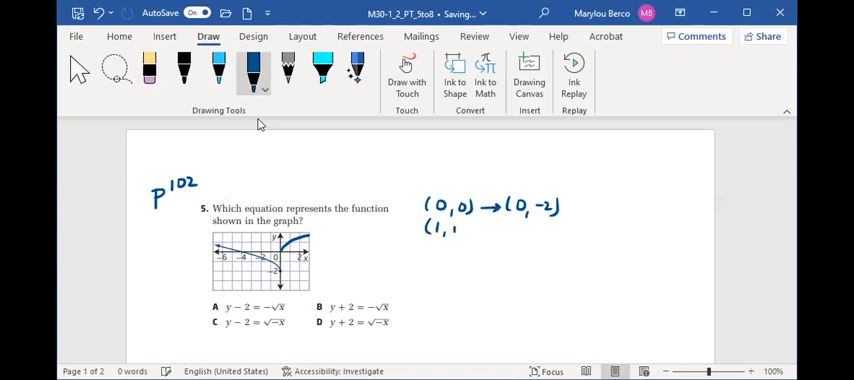 AutoSave On M30-1_2_PT_5to8 - Saving... Marylou Berco MB
File Home Insert Draw Design Layout References Mailings Review View Help Acrobat Comments Share
Draw with Touch
Ink to Shape
Ink to Math
Drawing Canvas
Ink Replay
Drawing Tools Touch Convert Insert Replay
P102
5. Which equation represents the function
shown in the graph?
(0, 0) → (0, -2)
(1, 1
y
-6 -4 -2 0 2 x
-2
A y − 2 = −√x B y + 2 = −√x
C y − 2 = √−x D y + 2 = √−x
Page 1 of 2 0 words English (United States) Accessibility: Investigate Focus 100%